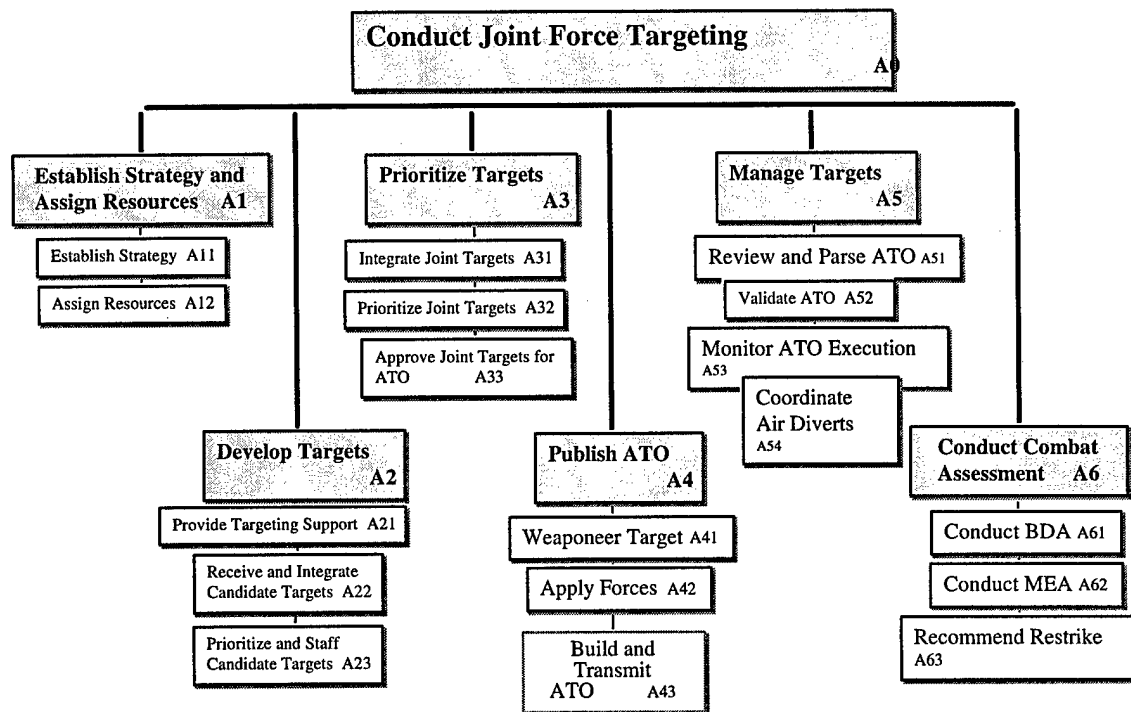 Conduct Joint Force Targeting
A0
Establish Strategy and
Assign Resources A1
Establish Strategy A11
Assign Resources A12
Develop Targets
A2
Provide Targeting Support A21
Receive and Integrate
Candidate Targets A22
Prioritize and Staff
Candidate Targets A23
Prioritize Targets
A3
Integrate Joint Targets A31
Prioritize Joint Targets A32
Approve Joint Targets for
ATO A33
Publish ATO
A4
Weaponeer Target A41
Apply Forces A42
Build and
Transmit
ATO A43
Manage Targets
A5
Review and Parse ATO A51
Validate ATO A52
Monitor ATO Execution
A53
Coordinate
Air Diverts
A54
Conduct Combat
Assessment A6
Conduct BDA A61
Conduct MEA A62
Recommend Restrike
A63